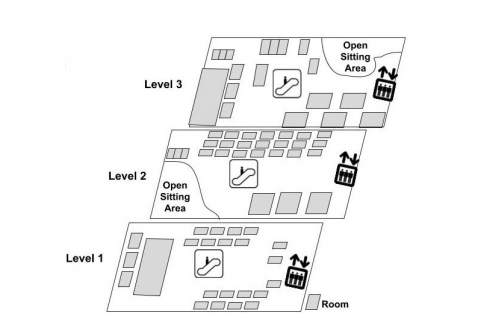 Open
Sitting
Area
Level 3
Level 2
Open
Sitting
Area
Level 1
Room